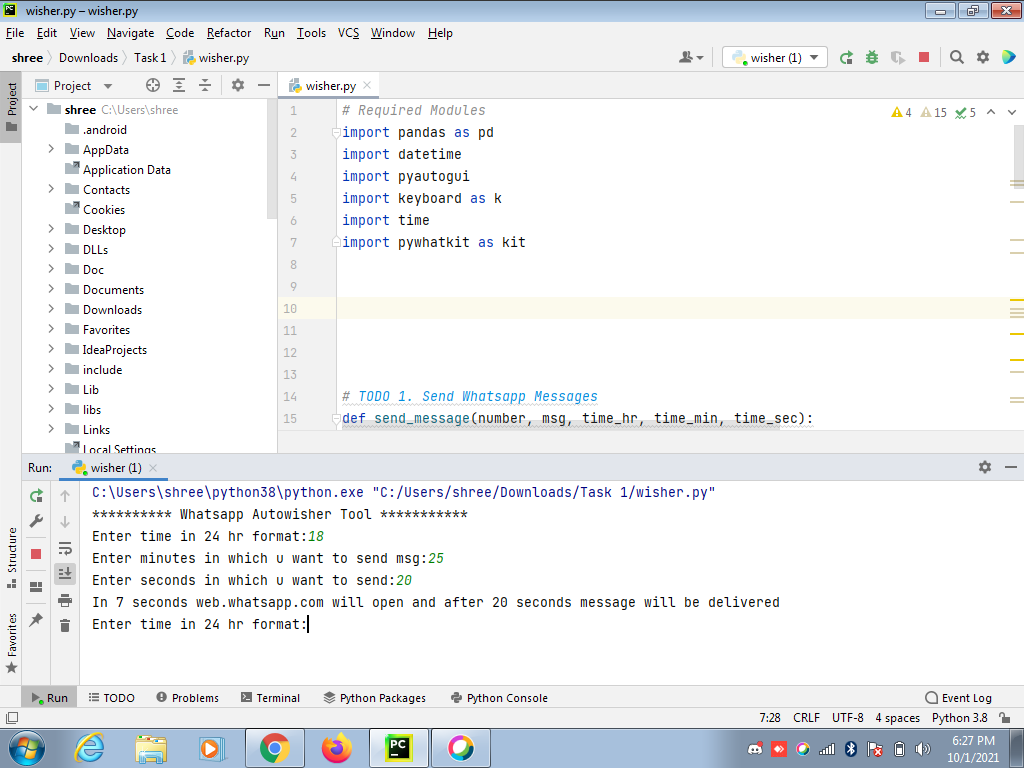 wisher.py – wisher.py
File Edit View Navigate Code Refactor Run Tools VCS Window Help
shree Downloads Task 1 wisher.py wisher (1)
Project
Project
wisher.py
shree C:\Users\shree
.android
AppData
Application Data
Contacts
Cookies
Desktop
DLLs
Doc
Documents
Downloads
Favorites
IdeaProjects
include
Lib
libs
Links
Local Settings
1 # Required Modules
2 import pandas as pd
3 import datetime
4 import pyautogui
5 import keyboard as k
6 import time
7 import pywhatkit as kit
8
9
10
11
12
13
14 # TODO 1. Send Whatsapp Messages
15 def send_message(number, msg, time_hr, time_min, time_sec):
4 15 5
Run: wisher (1)
C:\Users\shree\python38\python.exe "C:/Users/shree/Downloads/Task 1/wisher.py"
********** Whatsapp Autowisher Tool ***********
Enter time in 24 hr format:18
Enter minutes in which u want to send msg:25
Enter seconds in which u want to send:20
In 7 seconds web.whatsapp.com will open and after 20 seconds message will be delivered
Enter time in 24 hr format:
Structure
Favorites
Run TODO Problems Terminal Python Packages Python Console Event Log
7:28 CRLF UTF-8 4 spaces Python 3.8
PC
6:27 PM
10/1/2021